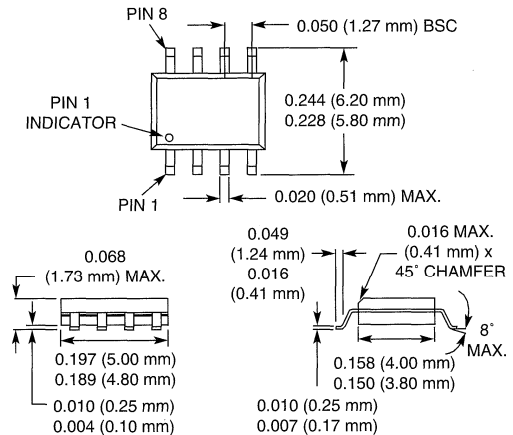 PIN 8
0.050 (1.27 mm) BSC
0.244 (6.20 mm)
0.228 (5.80 mm)
PIN 1
INDICATOR
PIN 1
0.020 (0.51 mm) MAX.
0.068
(1.73 mm) MAX.
0.197 (5.00 mm)
0.189 (4.80 mm)
0.010 (0.25 mm)
0.004 (0.10 mm)
0.049
(1.24 mm)
0.016
(0.41 mm)
0.016 MAX.
(0.41 mm) x
45° CHAMFER
8°
MAX.
0.158 (4.00 mm)
0.150 (3.80 mm)
0.010 (0.25 mm)
0.007 (0.17 mm)